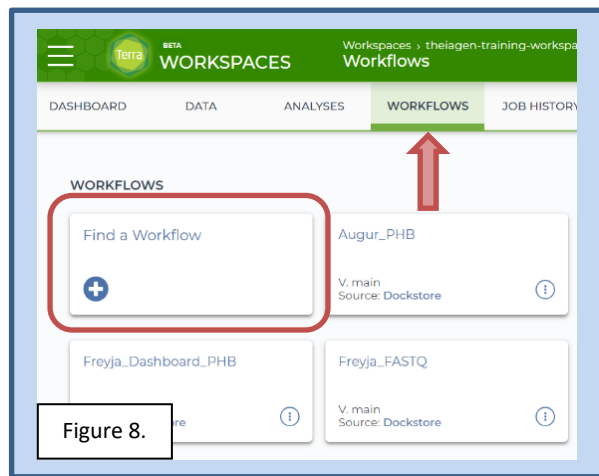 Terra
BETA
WORKSPACES
Workspaces › theiagen-training-workspa
Workflows
DASHBOARD DATA ANALYSES WORKFLOWS JOB HISTORY
WORKFLOWS
Find a Workflow
Augur_PHB
V. main
Source: Dockstore
Freyja_Dashboard_PHB
Freyja_FASTQ
V. main
Source: Dockstore
Figure 8.